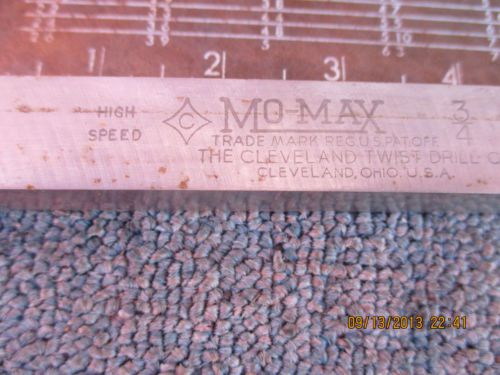 1 2 3 4
HIGH SPEED
C MO-MAX 3/4
TRADE MARK REG. U.S. PAT. OFF.
THE CLEVELAND TWIST DRILL C
CLEVELAND, OHIO. U.S.A.
09/13/2013 22:41